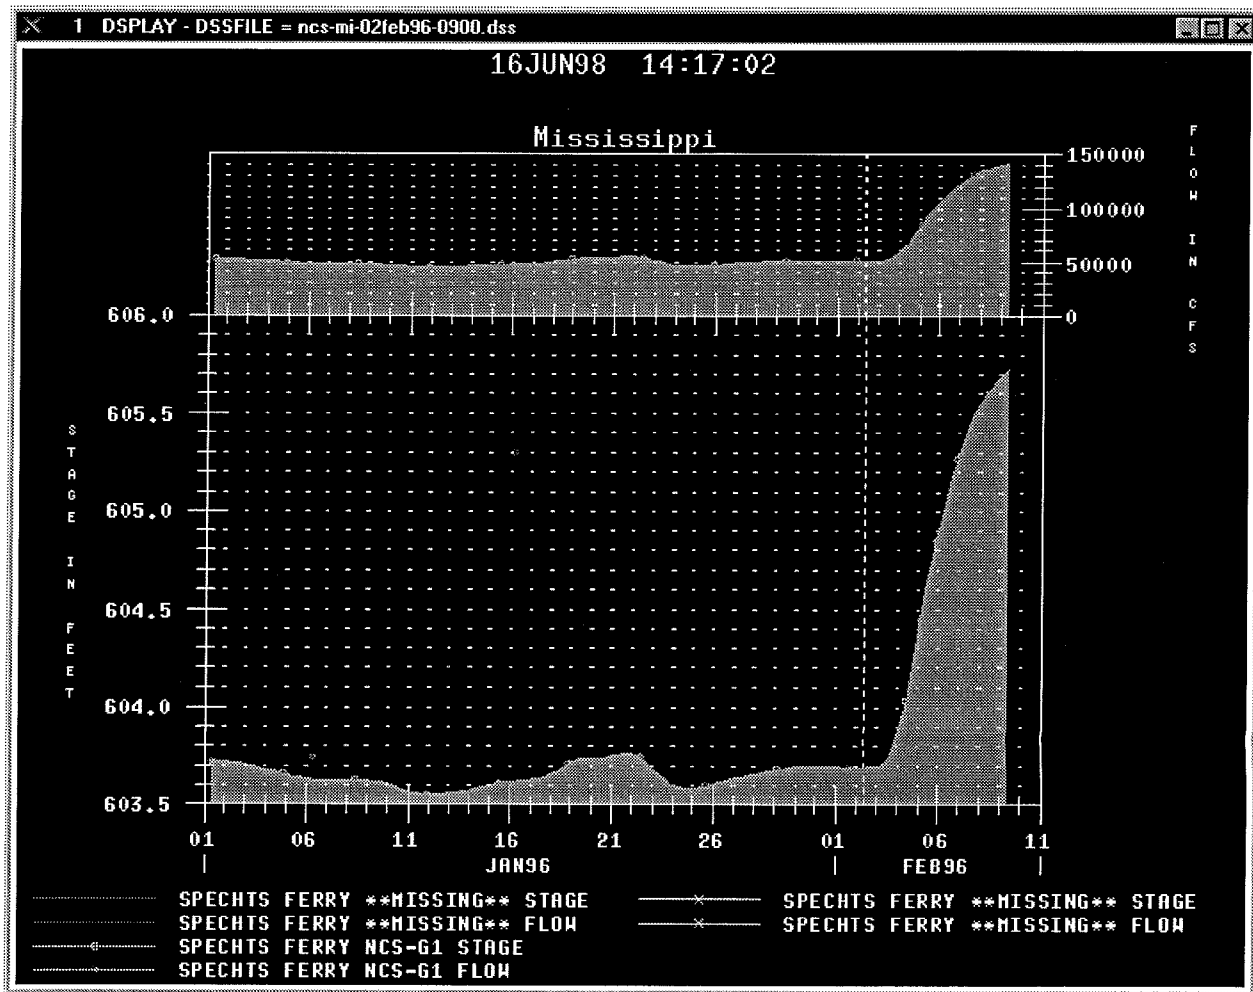 1 DSPLAY - DSSFILE = ncs-mi-02feb96-0900.dss
16JUN98 14:17:02
Mississippi
FLOW IN CFS
150000
100000
50000
0
STAGE IN FEET
606.0
605.5
605.0
604.5
604.0
603.5
01 06 11 16 21 26 01 06 11
JAN96 FEB96
SPECHTS FERRY **MISSING** STAGE
SPECHTS FERRY **MISSING** FLOW
SPECHTS FERRY NCS-G1 STAGE
SPECHTS FERRY NCS-G1 FLOW
SPECHTS FERRY **MISSING** STAGE
SPECHTS FERRY **MISSING** FLOW